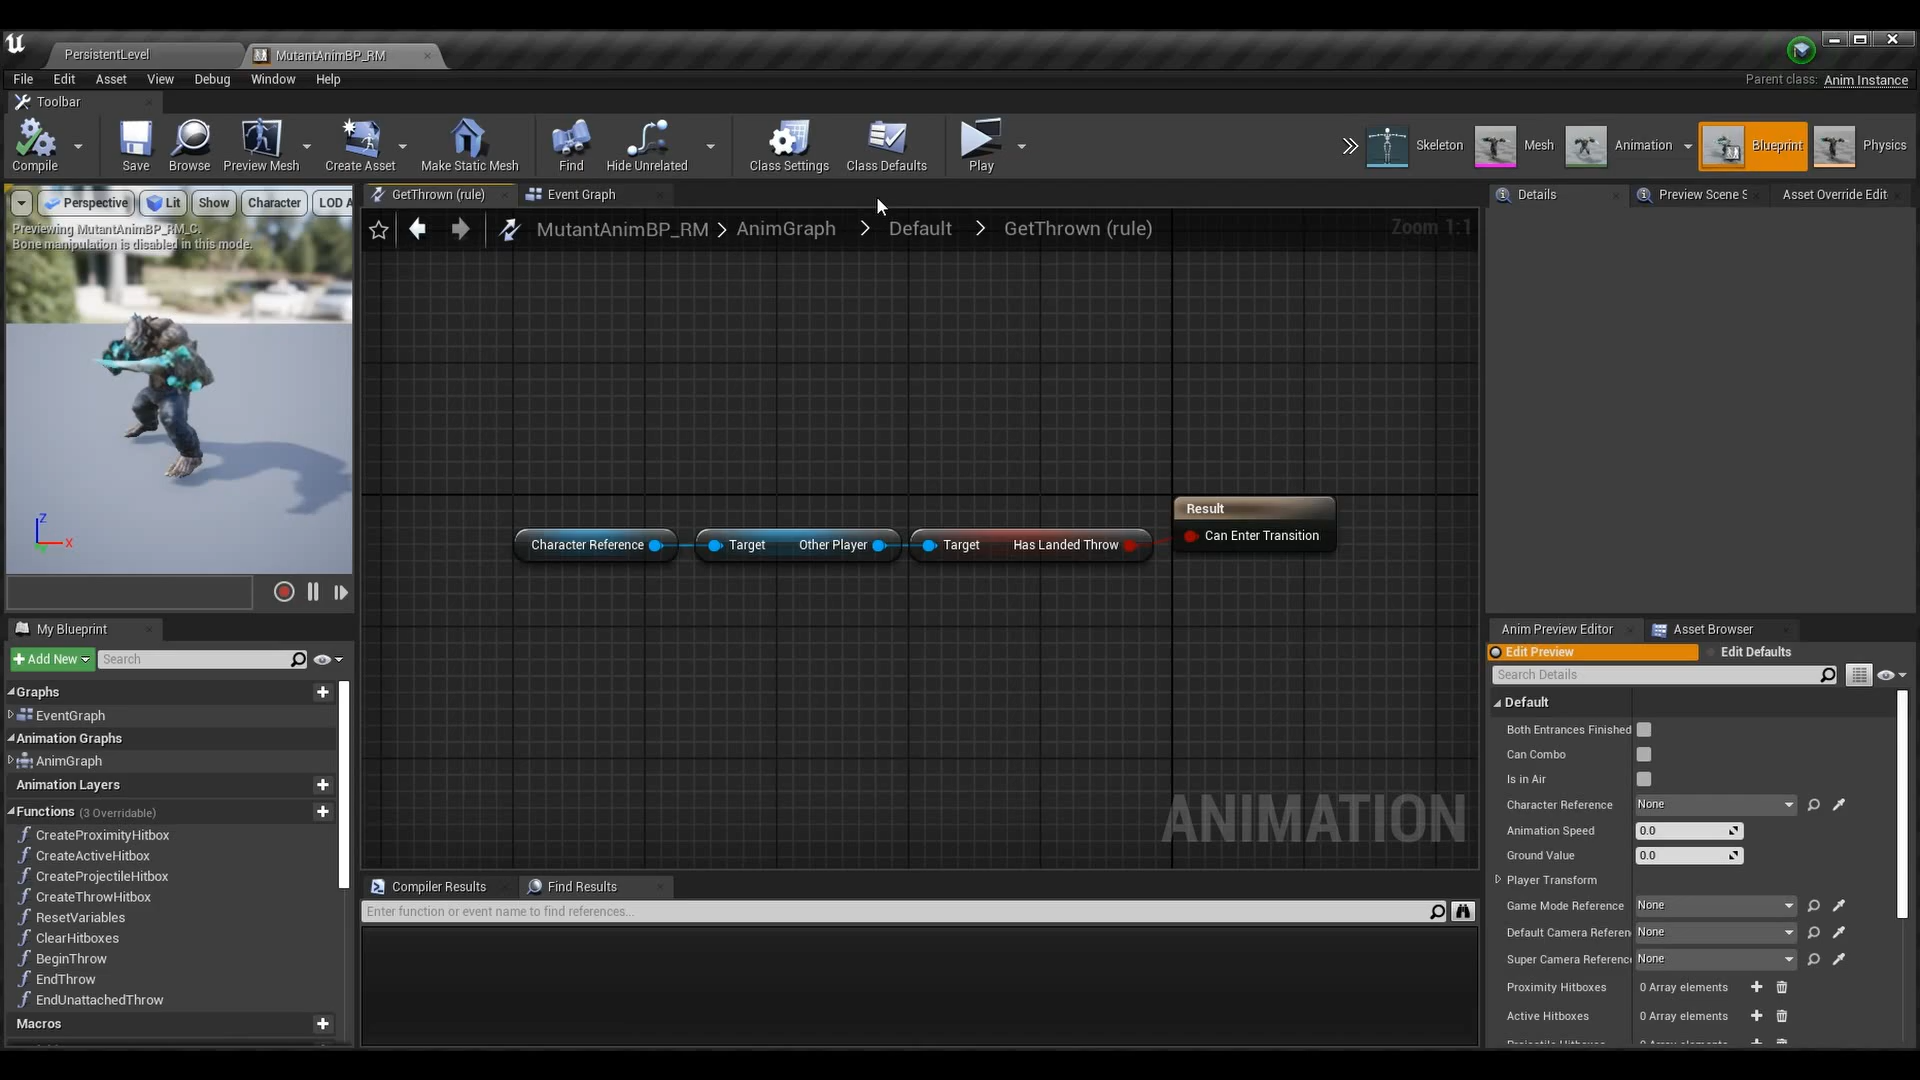 PersistentLevel
MutantAnimBP_RM
File Edit Asset View Debug Window Help
Parent class: Anim Instance
Toolbar
Compile Save Browse Preview Mesh Create Asset Make Static Mesh Find Hide Unrelated Class Settings Class Defaults Play
Skeleton Mesh Animation Blueprint Physics
Perspective Lit Show Character LOD A
Previewing MutantAnimBP_RM_C.
Bone manipulation is disabled in this mode.
Z
X
GetThrown (rule) Event Graph
MutantAnimBP_RM > AnimGraph > Default > GetThrown (rule)
Zoom 1:1
Character Reference
Target Other Player
Target Has Landed Throw
Result
Can Enter Transition
ANIMATION
My Blueprint
Add New Search
Graphs
EventGraph
Animation Graphs
AnimGraph
Animation Layers
Functions (3 Overridable)
CreateProximityHitbox
CreateActiveHitbox
CreateProjectileHitbox
CreateThrowHitbox
ResetVariables
ClearHitboxes
BeginThrow
EndThrow
EndUnattachedThrow
Macros
Compiler Results Find Results
Enter function or event name to find references...
Details Preview Scene S Asset Override Edit
Anim Preview Editor Asset Browser
Edit Preview Edit Defaults
Search Details
Default
Both Entrances Finished
Can Combo
Is in Air
Character Reference None
Animation Speed 0.0
Ground Value 0.0
Player Transform
Game Mode Reference None
Default Camera Referen None
Super Camera Reference None
Proximity Hitboxes 0 Array elements
Active Hitboxes 0 Array elements